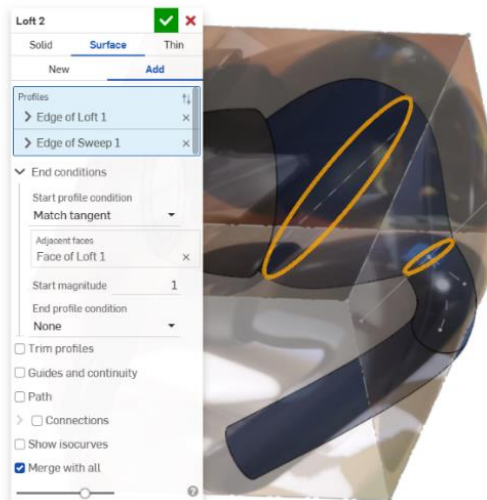 Loft 2
Solid Surface Thin
New Add
Profiles
Edge of Loft 1
Edge of Sweep 1
End conditions
Start profile condition
Match tangent
Adjacent faces
Face of Loft 1
Start magnitude 1
End profile condition
None
Trim profiles
Guides and continuity
Path
Connections
Show isocurves
Merge with all